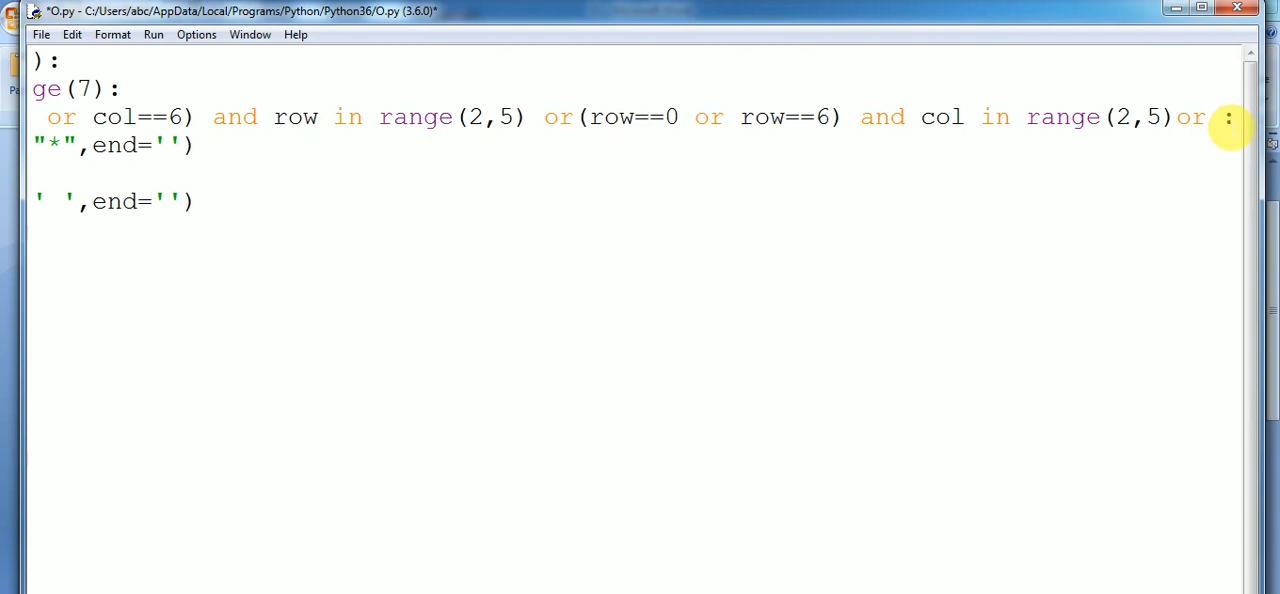 *O.py - C:/Users/abc/AppData/Local/Programs/Python/Python36/O.py (3.6.0)*
File Edit Format Run Options Window Help
):
ge(7):
or col==6) and row in range(2,5) or(row==0 or row==6) and col in range(2,5)or :
"*",end='')
' ',end='')